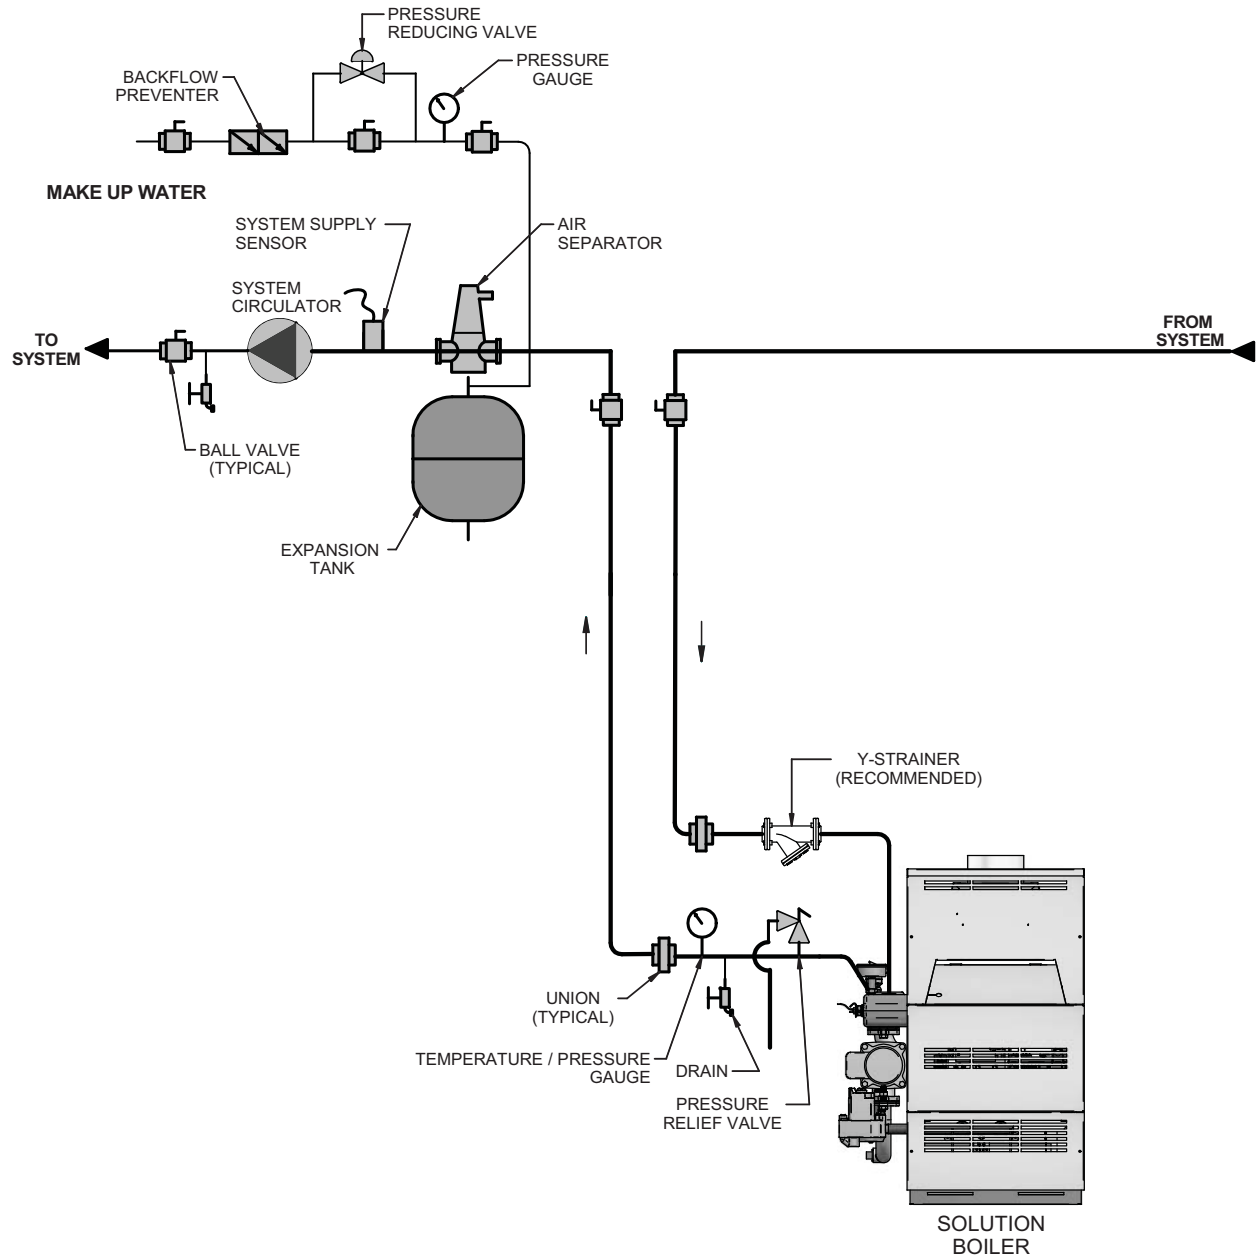 PRESSURE
REDUCING VALVE
PRESSURE
GAUGE
BACKFLOW
PREVENTER
MAKE UP WATER
SYSTEM SUPPLY
SENSOR
AIR
SEPARATOR
SYSTEM
CIRCULATOR
TO
SYSTEM
FROM
SYSTEM
BALL VALVE
(TYPICAL)
EXPANSION
TANK
Y-STRAINER
(RECOMMENDED)
UNION
(TYPICAL)
TEMPERATURE / PRESSURE
GAUGE
DRAIN
PRESSURE
RELIEF VALVE
SOLUTION
BOILER